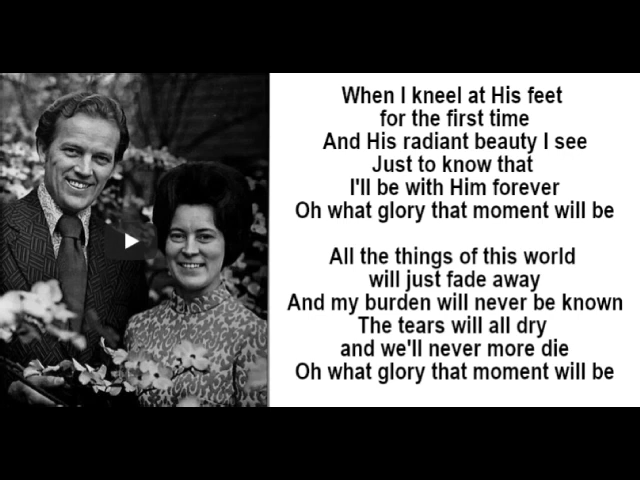 When I kneel at His feet
for the first time
And His radiant beauty I see
Just to know that
I'll be with Him forever
Oh what glory that moment will be
All the things of this world
will just fade away
And my burden will never be known
The tears will all dry
and we'll never more die
Oh what glory that moment will be